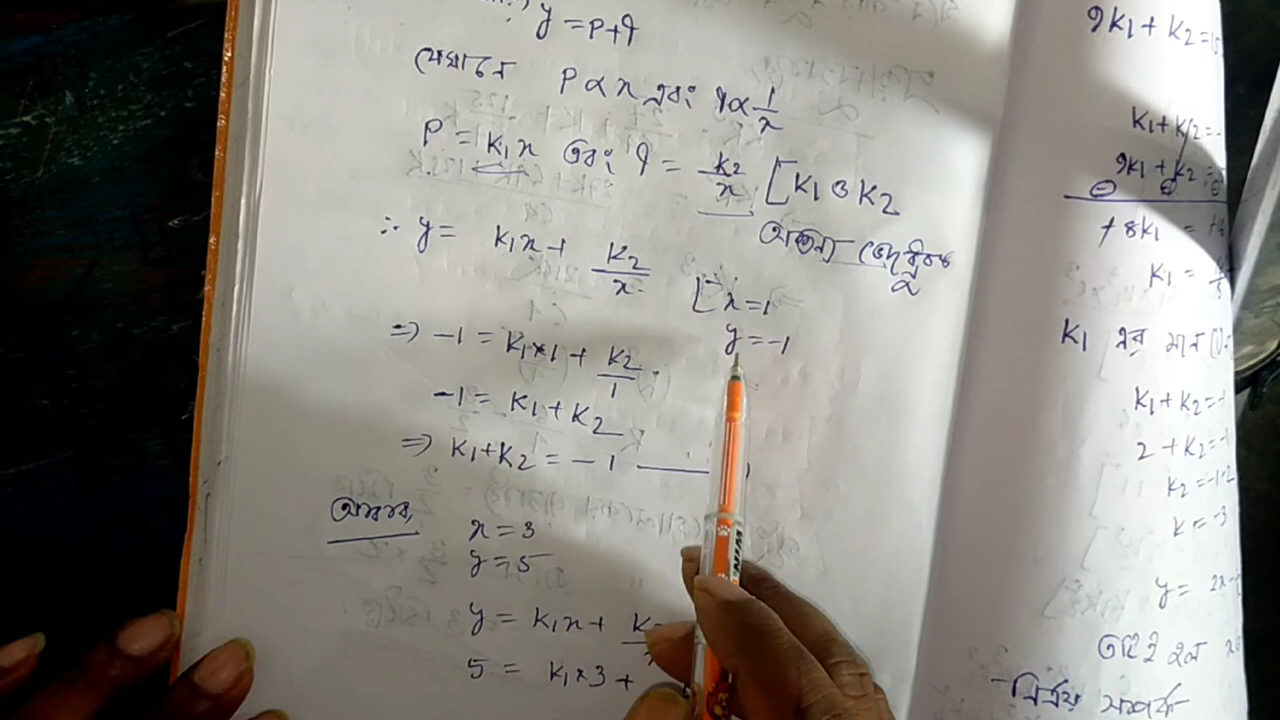 y = P+q
যেখানে P ∝ x এবং q ∝ 1/x
P = K₁x এবং q = K₂/x [K₁ ও K₂
অশূন্য ভেদ ধ্রুবক
∴ y = K₁x + K₂/x
[x = 1
y = -1
⇒ -1 = K₁×1 + K₂/1
-1 = K₁ + K₂
⇒ K₁+K₂ = -1
আবার,
x = 3
y = 5
y = K₁x +
5 = K₁×3 +
9K₁ + K₂ = 15
K₁ + K₂ = -
9K₁ + K₂ =
+8K₁ =
K₁ =
K₁ এর মান
K₁ + K₂ = -1
2 + K₂ = -1
K₂ = -1-2
K = -3
y = 2x -
নির্ণেয় সম্পর্ক